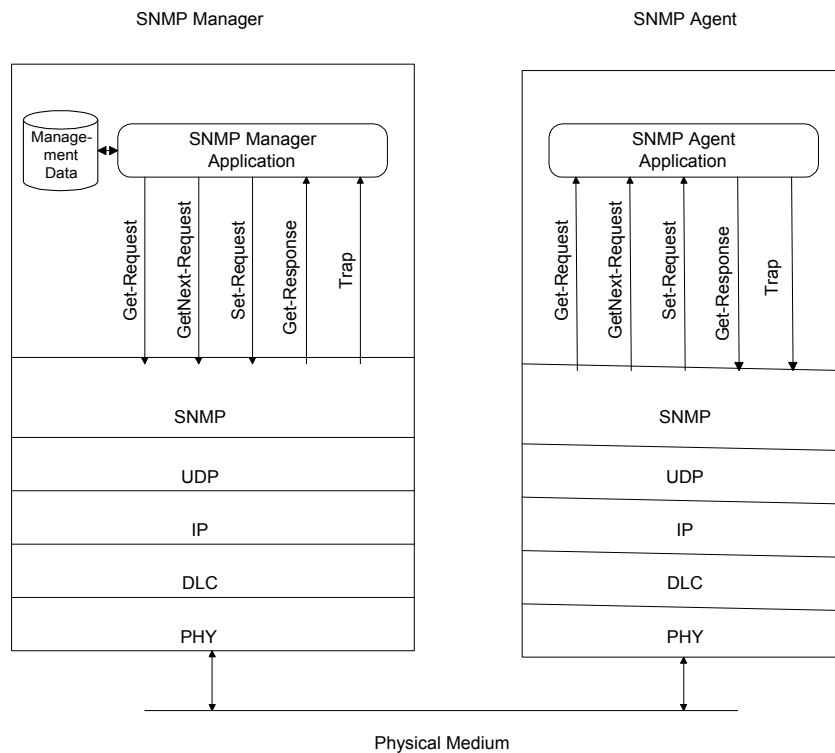 SNMP Manager
SNMP Agent
Manage-
ment
Data
SNMP Manager
Application
SNMP Agent
Application
Get-Request
GetNext-Request
Set-Request
Get-Response
Trap
Get-Request
GetNext-Request
Set-Request
Get-Response
Trap
SNMP
UDP
IP
DLC
PHY
SNMP
UDP
IP
DLC
PHY
Physical Medium